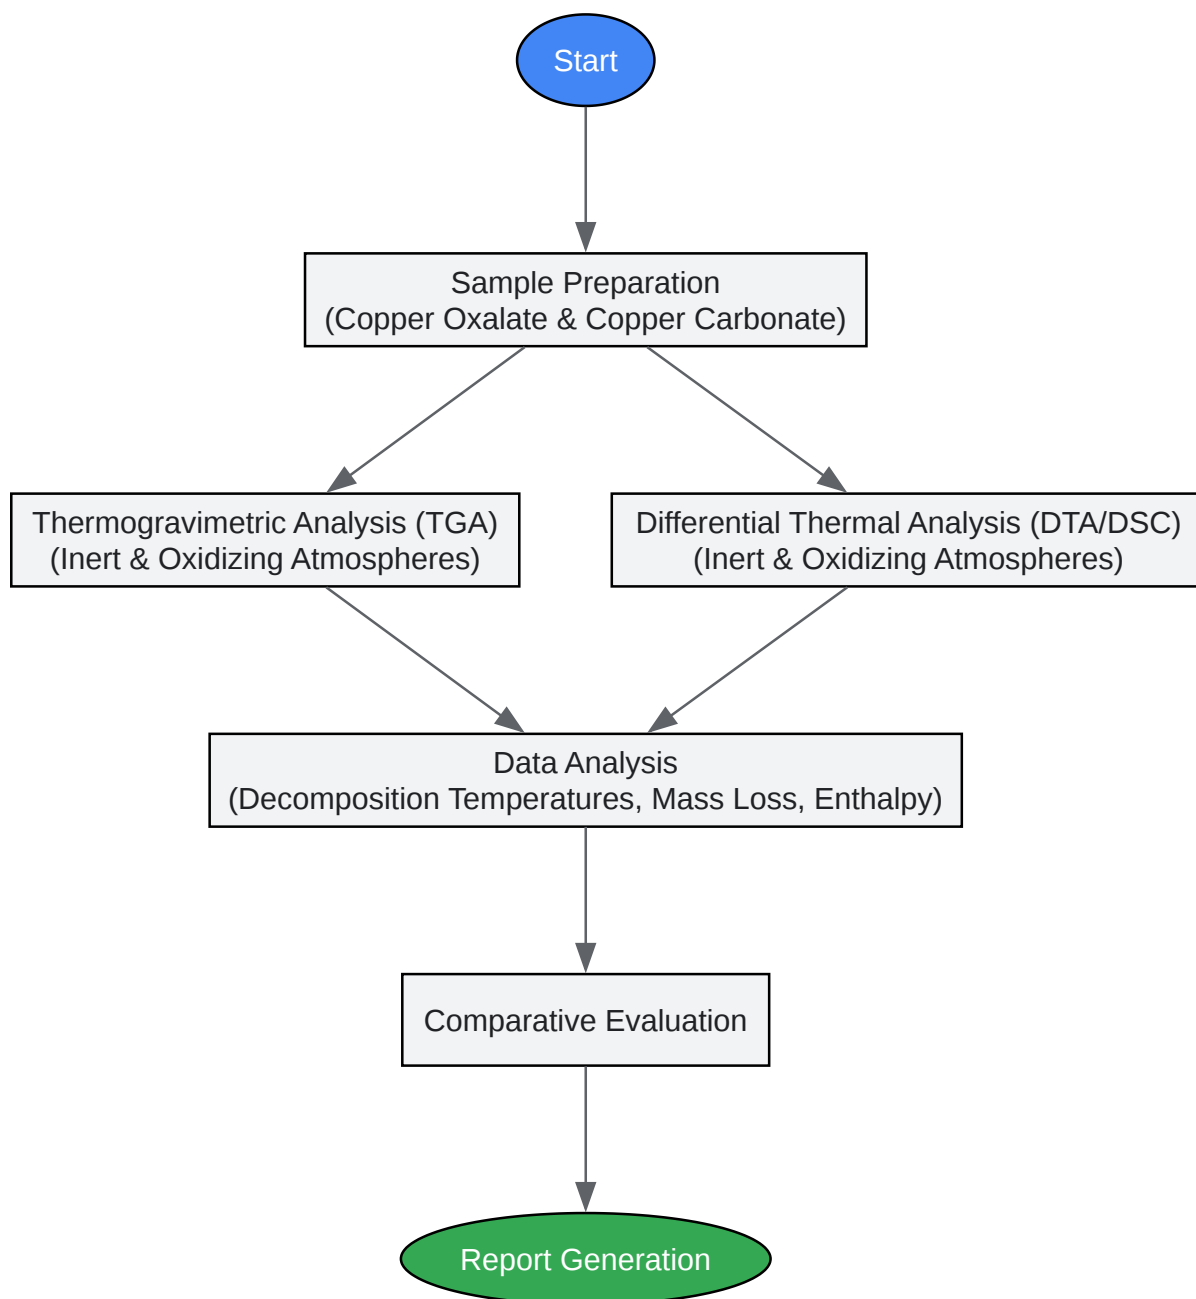 Start
Sample Preparation
(Copper Oxalate & Copper Carbonate)
Thermogravimetric Analysis (TGA)
(Inert & Oxidizing Atmospheres)
Differential Thermal Analysis (DTA/DSC)
(Inert & Oxidizing Atmospheres)
Data Analysis
(Decomposition Temperatures, Mass Loss, Enthalpy)
Comparative Evaluation
Report Generation